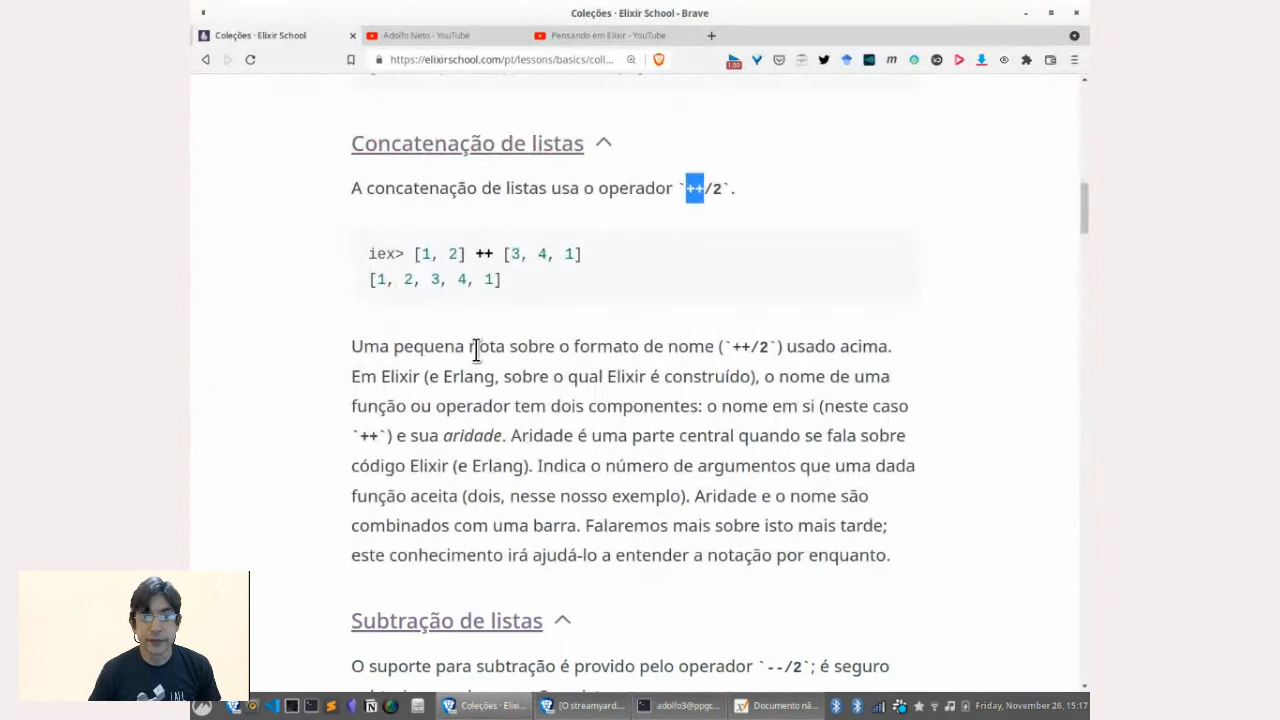 Coleções · Elixir School - Brave
Coleções · Elixir School
Adolfo Neto - YouTube
Pensando em Elixir - YouTube
https://elixirschool.com/pt/lessons/basics/coll...
1.00
Concatenação de listas
A concatenação de listas usa o operador `++/2`.
iex> [1, 2] ++ [3, 4, 1]
[1, 2, 3, 4, 1]
Uma pequena nota sobre o formato de nome (`++/2`) usado acima.
Em Elixir (e Erlang, sobre o qual Elixir é construído), o nome de uma
função ou operador tem dois componentes: o nome em si (neste caso
`++`) e sua aridade. Aridade é uma parte central quando se fala sobre
código Elixir (e Erlang). Indica o número de argumentos que uma dada
função aceita (dois, nesse nosso exemplo). Aridade e o nome são
combinados com uma barra. Falaremos mais sobre isto mais tarde;
este conhecimento irá ajudá-lo a entender a notação por enquanto.
Subtração de listas
O suporte para subtração é provido pelo operador `--/2`; é seguro
Coleções - Elixi...
[O streamyard....
adolfo3@ppgc...
Documento nã...
Friday, November 26, 15:17